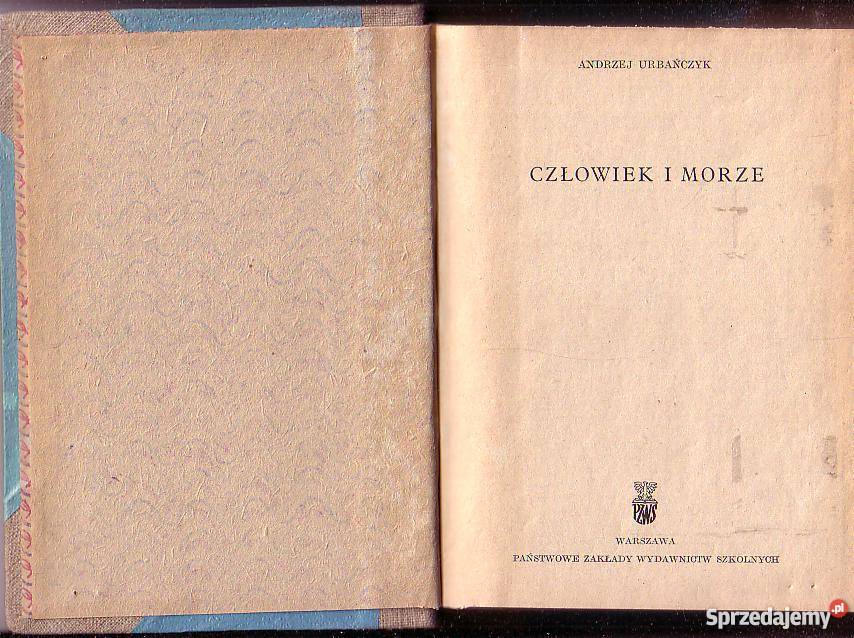 ANDRZEJ URBAŃCZYK
CZŁOWIEK I MORZE
PZWS
WARSZAWA
PAŃSTWOWE ZAKŁADY WYDAWNICTW SZKOLNYCH
Sprzedajemy.pl